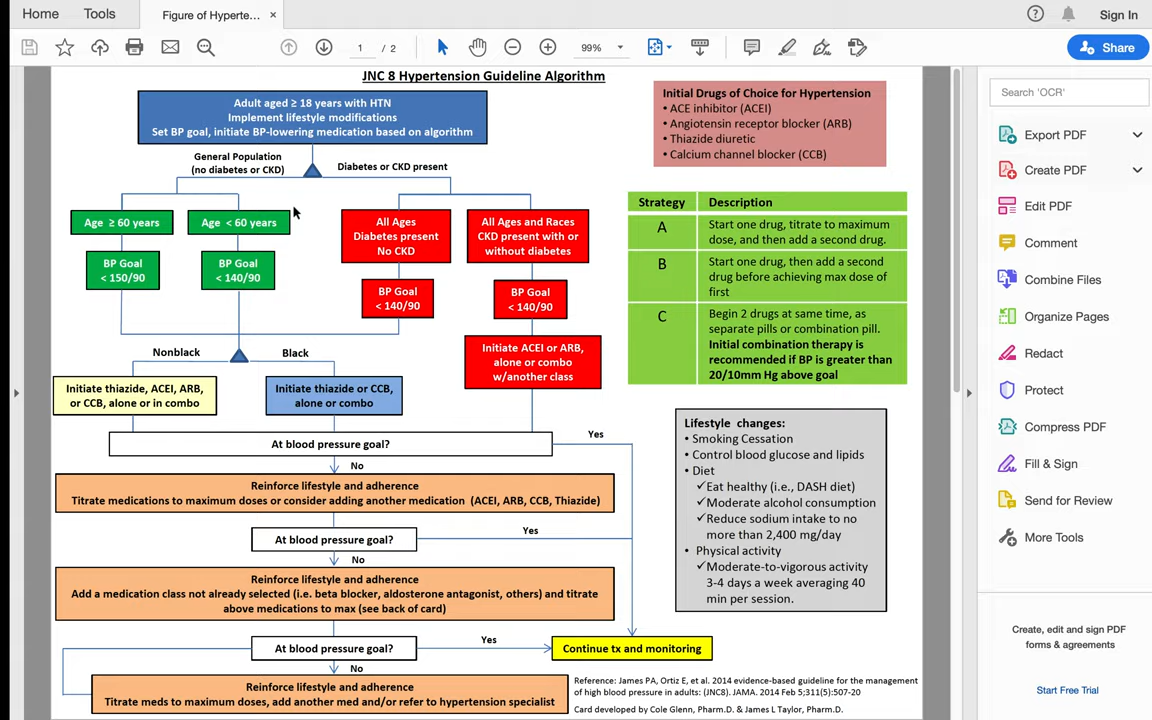 Home
Tools
Figure of Hyperte...
×
Sign In
1 / 2
99%
Share
JNC 8 Hypertension Guideline Algorithm
Adult aged ≥ 18 years with HTN
Implement lifestyle modifications
Set BP goal, initiate BP-lowering medication based on algorithm
General Population
(no diabetes or CKD)
Diabetes or CKD present
Age ≥ 60 years
Age < 60 years
All Ages
Diabetes present
No CKD
All Ages and Races
CKD present with or
without diabetes
BP Goal
< 150/90
BP Goal
< 140/90
BP Goal
< 140/90
BP Goal
< 140/90
Nonblack
Black
Initiate thiazide, ACEI, ARB,
or CCB, alone or in combo
Initiate thiazide or CCB,
alone or combo
Initiate ACEI or ARB,
alone or combo
w/another class
At blood pressure goal?
Yes
No
Reinforce lifestyle and adherence
Titrate medications to maximum doses or consider adding another medication (ACEI, ARB, CCB, Thiazide)
At blood pressure goal?
Yes
No
Reinforce lifestyle and adherence
Add a medication class not already selected (i.e. beta blocker, aldosterone antagonist, others) and titrate
above medications to max (see back of card)
At blood pressure goal?
Yes
Continue tx and monitoring
No
Reinforce lifestyle and adherence
Titrate meds to maximum doses, add another med and/or refer to hypertension specialist
Initial Drugs of Choice for Hypertension
• ACE inhibitor (ACEI)
• Angiotensin receptor blocker (ARB)
• Thiazide diuretic
• Calcium channel blocker (CCB)
Strategy Description
A Start one drug, titrate to maximum
dose, and then add a second drug.
B Start one drug, then add a second
drug before achieving max dose of
first
C Begin 2 drugs at same time, as
separate pills or combination pill.
Initial combination therapy is
recommended if BP is greater than
20/10mm Hg above goal
Lifestyle changes:
• Smoking Cessation
• Control blood glucose and lipids
• Diet
✓Eat healthy (i.e., DASH diet)
✓Moderate alcohol consumption
✓Reduce sodium intake to no
more than 2,400 mg/day
• Physical activity
✓Moderate-to-vigorous activity
3-4 days a week averaging 40
min per session.
Reference: James PA, Ortiz E, et al. 2014 evidence-based guideline for the management
of high blood pressure in adults: (JNC8). JAMA. 2014 Feb 5;311(5):507-20
Card developed by Cole Glenn, Pharm.D. & James L Taylor, Pharm.D.
Search 'OCR'
Export PDF
Create PDF
Edit PDF
Comment
Combine Files
Organize Pages
Redact
Protect
Compress PDF
Fill & Sign
Send for Review
More Tools
Create, edit and sign PDF
forms & agreements
Start Free Trial